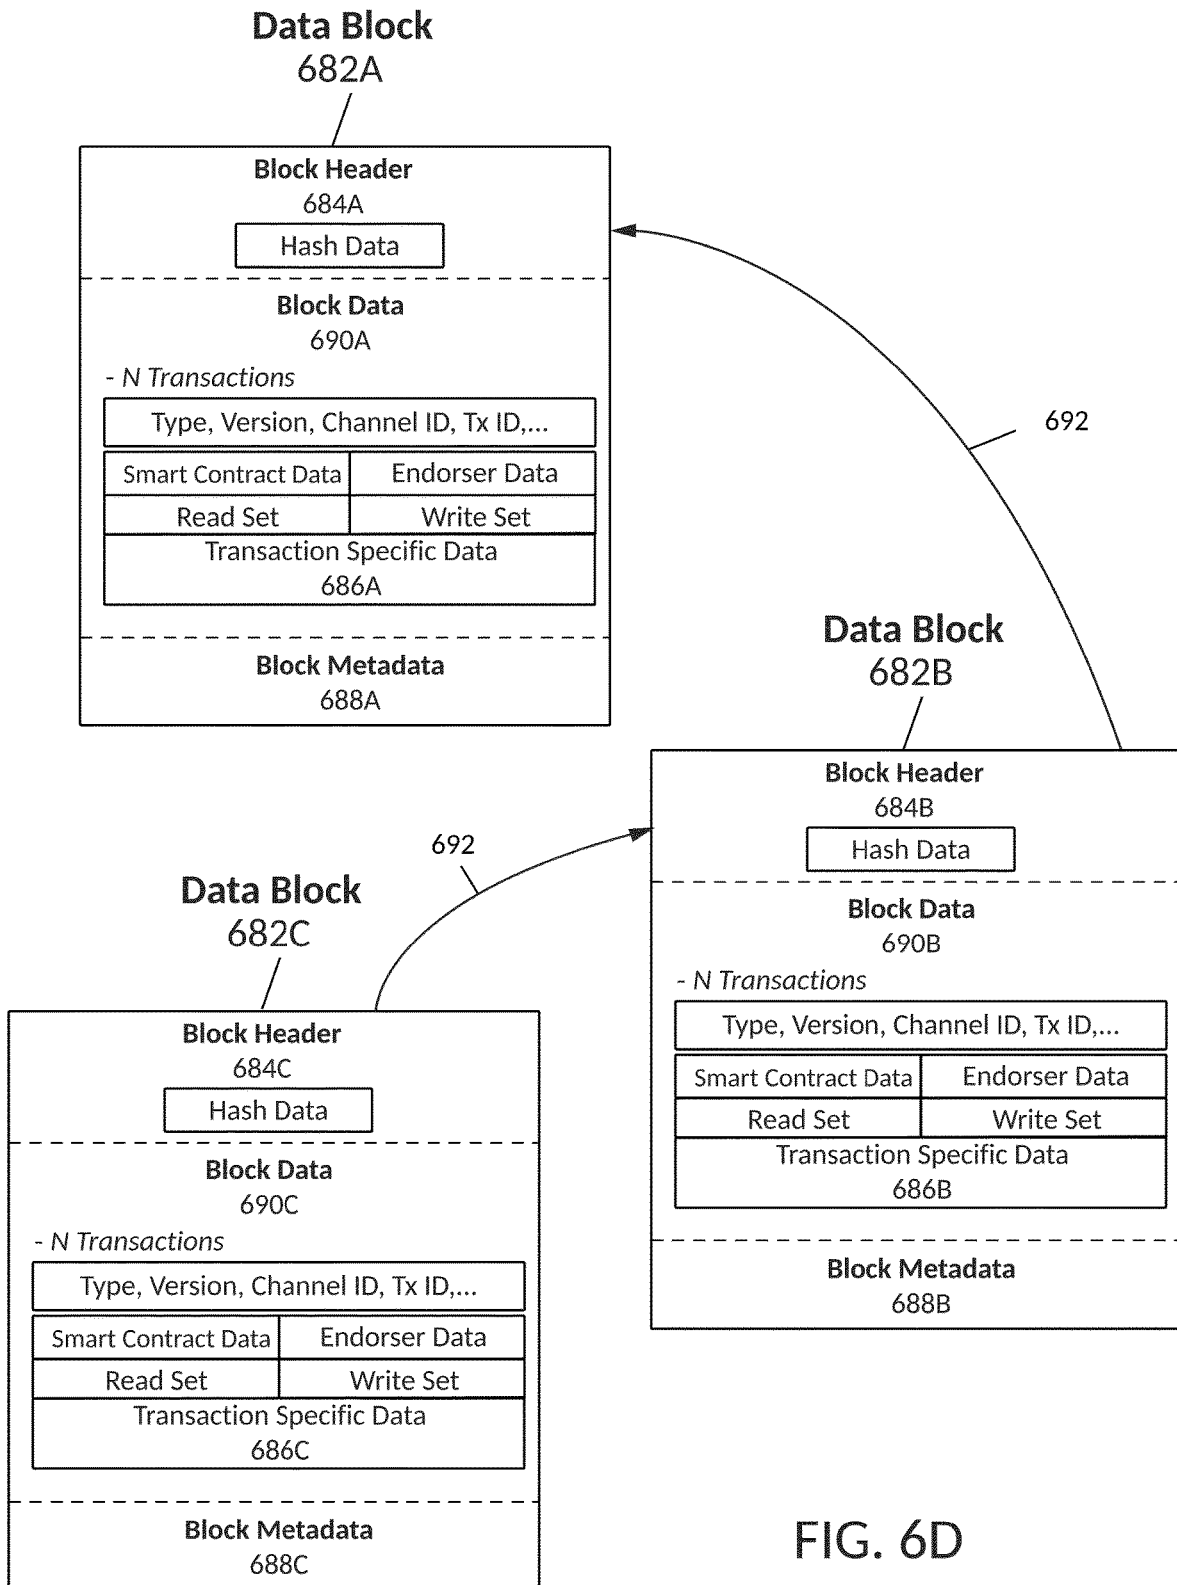 Data Block
682A
Block Header
684A
Hash Data
Block Data
690A
- N Transactions
Type, Version, Channel ID, Tx ID,...
Smart Contract Data
Endorser Data
Read Set
Write Set
Transaction Specific Data
686A
Block Metadata
688A
692
Data Block
682B
Block Header
684B
Hash Data
Block Data
690B
- N Transactions
Type, Version, Channel ID, Tx ID,...
Smart Contract Data
Endorser Data
Read Set
Write Set
Transaction Specific Data
686B
Block Metadata
688B
692
Data Block
682C
Block Header
684C
Hash Data
Block Data
690C
- N Transactions
Type, Version, Channel ID, Tx ID,...
Smart Contract Data
Endorser Data
Read Set
Write Set
Transaction Specific Data
686C
Block Metadata
688C
FIG. 6D